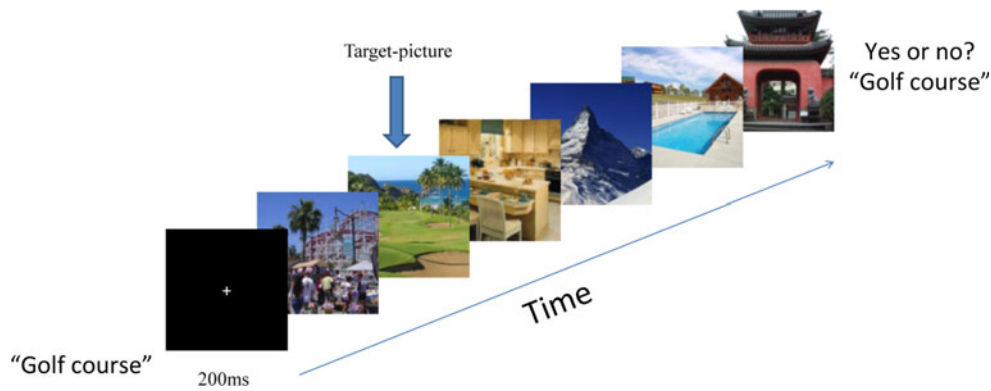 Target-picture
Yes or no?
“Golf course”
Time
“Golf course”
200ms